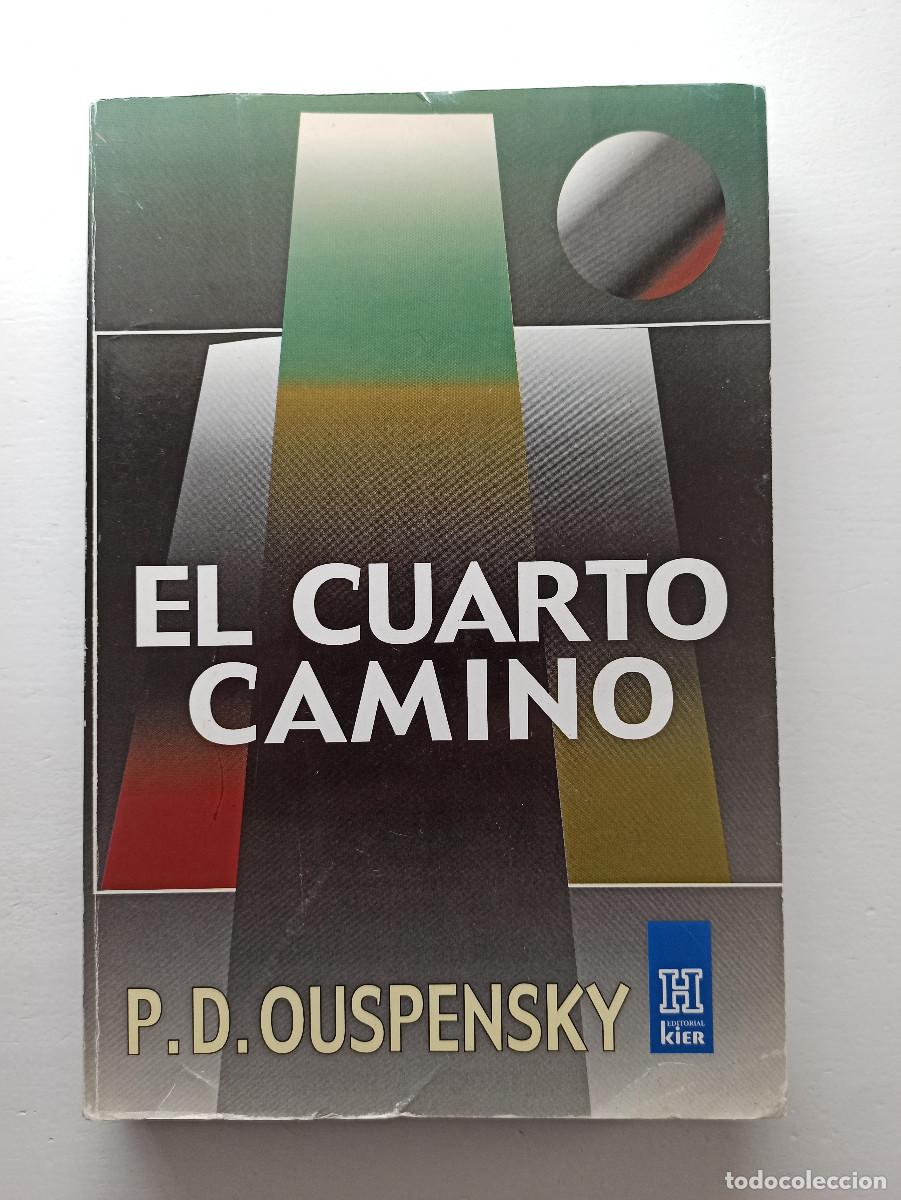 EL CUARTO
CAMINO
P.D.OUSPENSKY
H
EDITORIAL
kier
todocoleccion